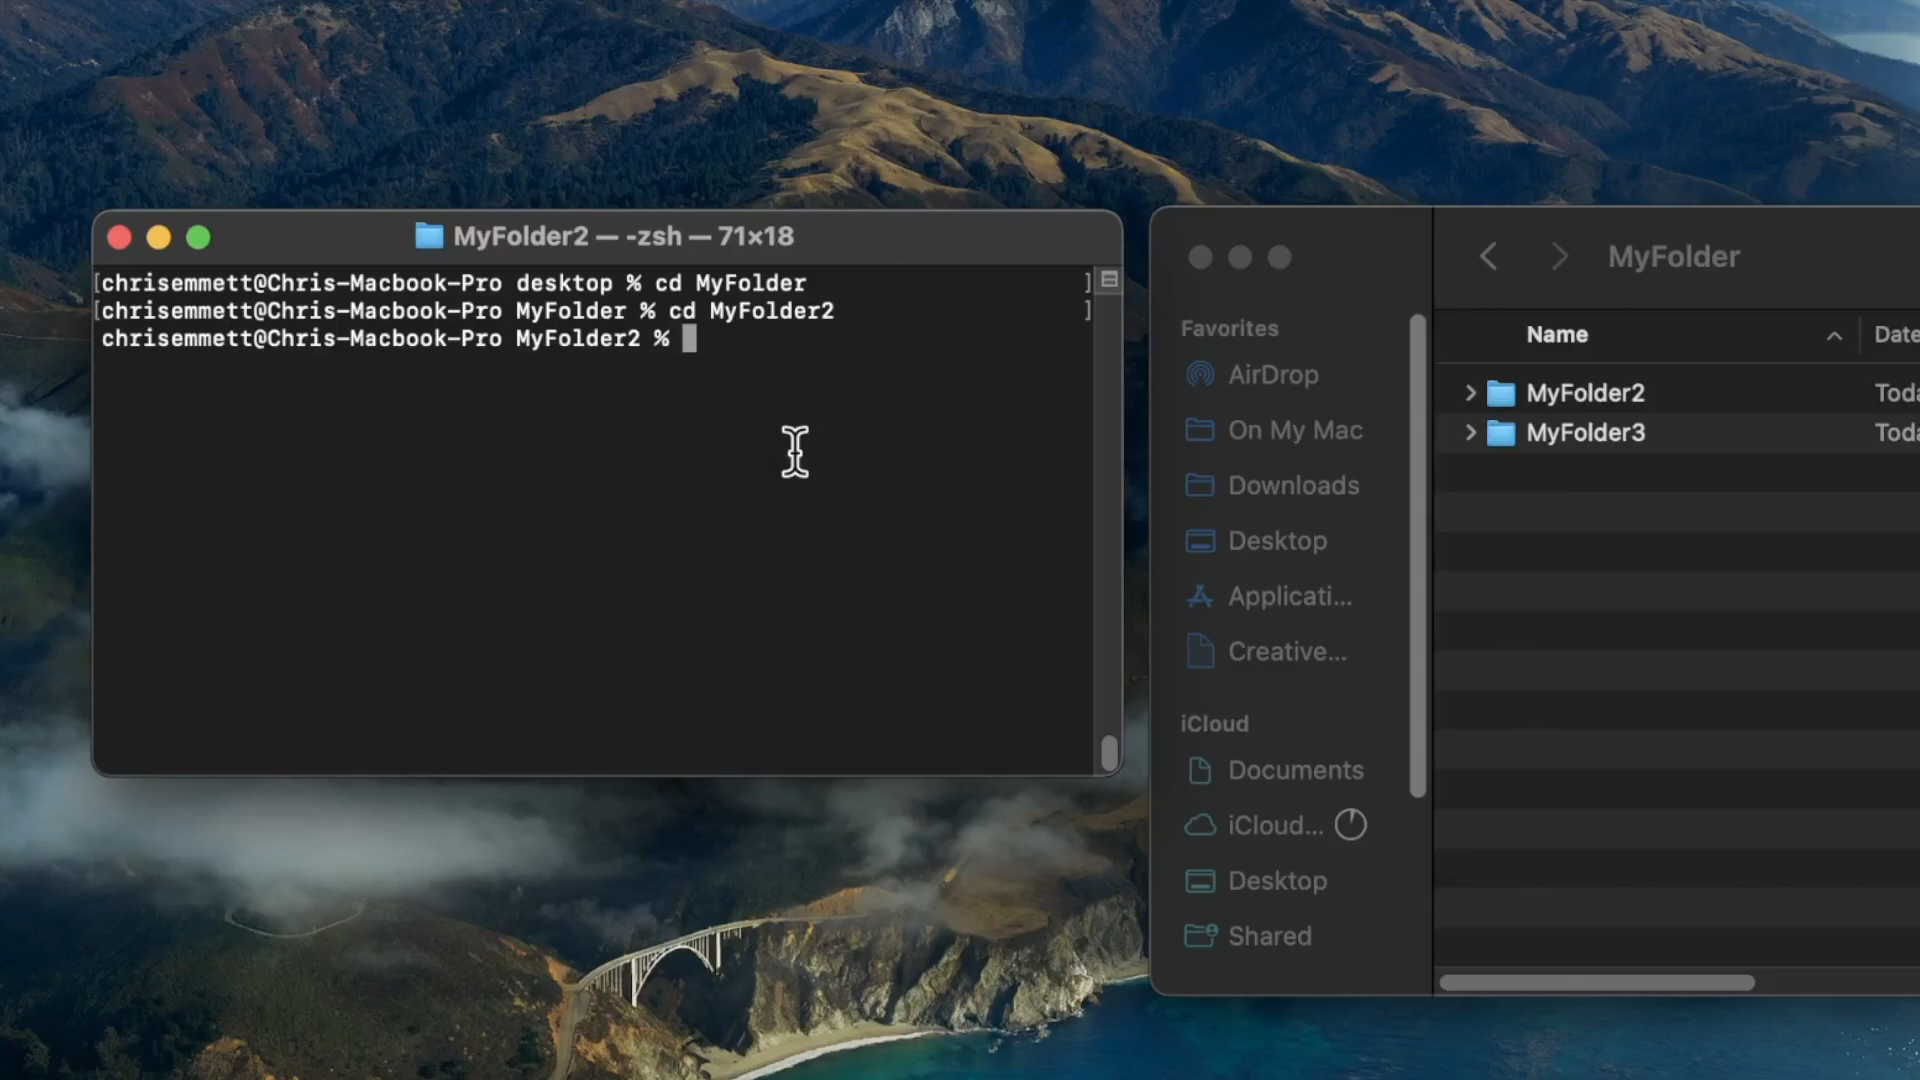 MyFolder2 — -zsh — 71×18
chrisemmett@Chris-Macbook-Pro desktop % cd MyFolder
chrisemmett@Chris-Macbook-Pro MyFolder % cd MyFolder2
chrisemmett@Chris-Macbook-Pro MyFolder2 %
MyFolder
Favorites
AirDrop
On My Mac
Downloads
Desktop
Applicati...
Creative...
iCloud
Documents
iCloud...
Desktop
Shared
Name Date
MyFolder2 Toda
MyFolder3 Toda